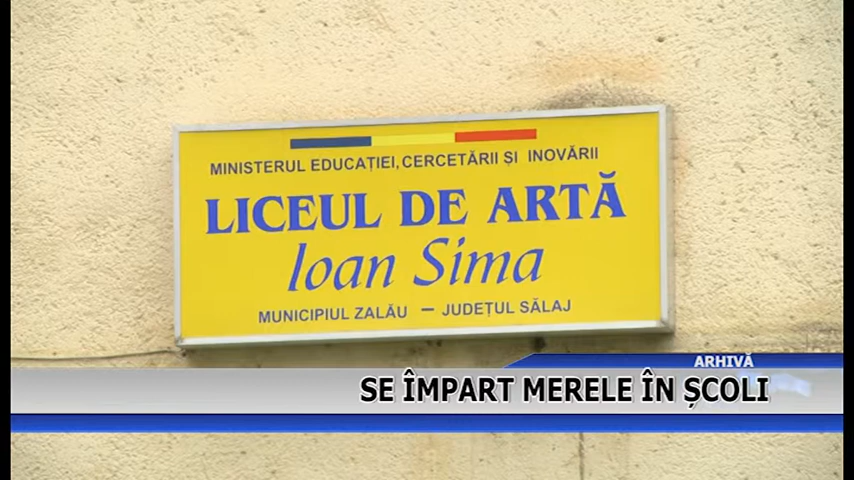 MINISTERUL EDUCAȚIEI, CERCETĂRII ȘI INOVĂRII
LICEUL DE ARTĂ
Ioan Sima
MUNICIPIUL ZALĂU – JUDEȚUL SĂLAJ
ARHIVĂ
SE ÎMPART MERELE ÎN ȘCOLI